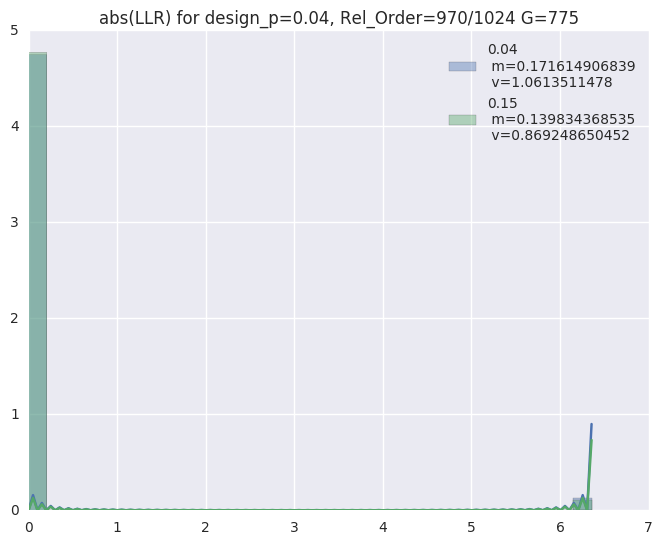 abs(LLR) for design_p=0.04, Rel_Order=970/1024 G=775
0.04
m=0.171614906839
v=1.0613511478
0.15
m=0.139834368535
v=0.869248650452
5
4
3
2
1
0
0 1 2 3 4 5 6 7